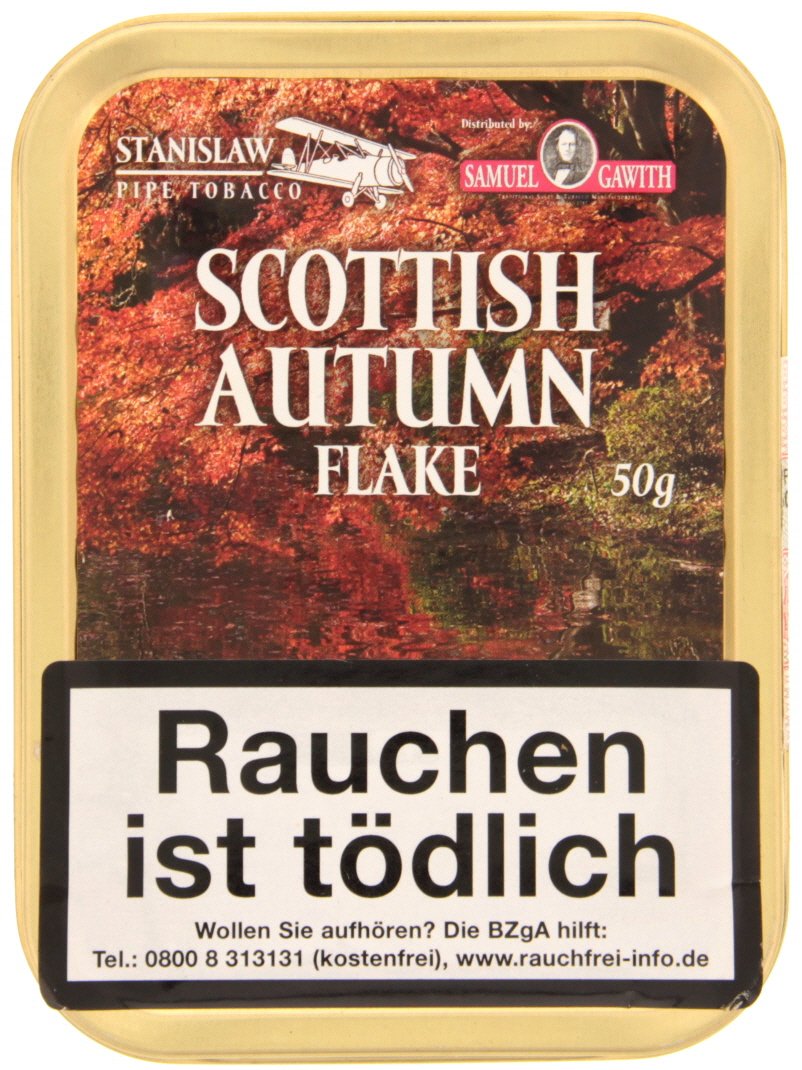 STANISLAW
PIPE TOBACCO
Distributed by:
SAMUEL GAWITH
SCOTTISH
AUTUMN
FLAKE
50g
Rauchen
ist tödlich
Wollen Sie aufhören? Die BZgA hilft:
Tel.: 0800 8 313131 (kostenfrei), www.rauchfrei-info.de